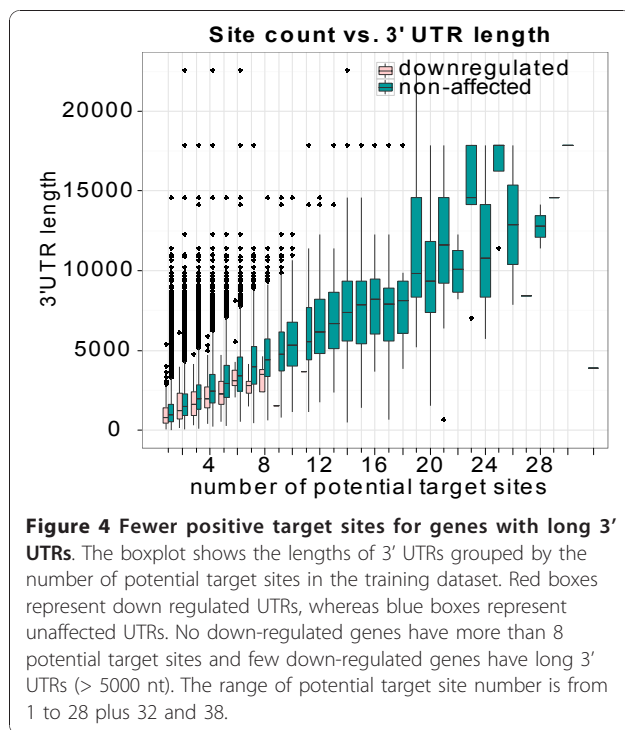 Site count vs. 3' UTR length
downregulated
non-affected
3'UTR length
20000
15000
10000
5000
0
4 8 12 16 20 24 28
number of potential target sites
Figure 4 Fewer positive target sites for genes with long 3’
UTRs. The boxplot shows the lengths of 3’ UTRs grouped by the
number of potential target sites in the training dataset. Red boxes
represent down regulated UTRs, whereas blue boxes represent
unaffected UTRs. No down-regulated genes have more than 8
potential target sites and few down-regulated genes have long 3’
UTRs (> 5000 nt). The range of potential target site number is from
1 to 28 plus 32 and 38.